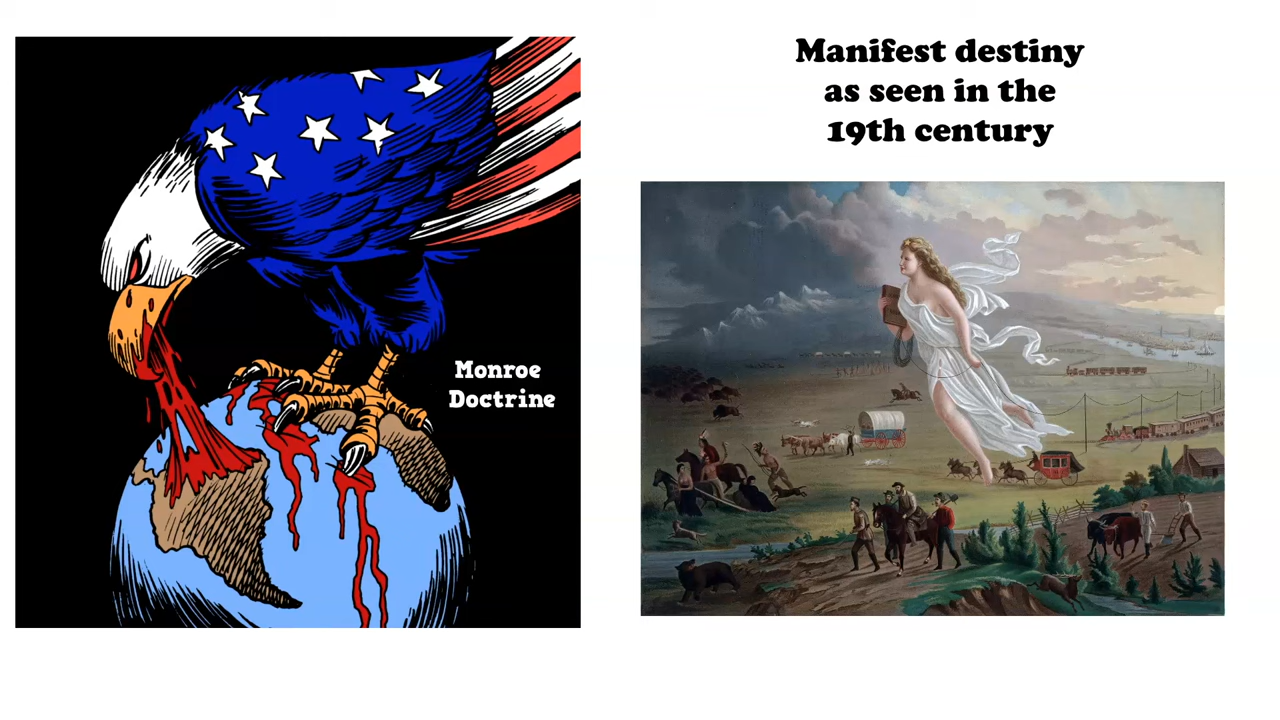 Monroe
Doctrine
Manifest destiny
as seen in the
19th century